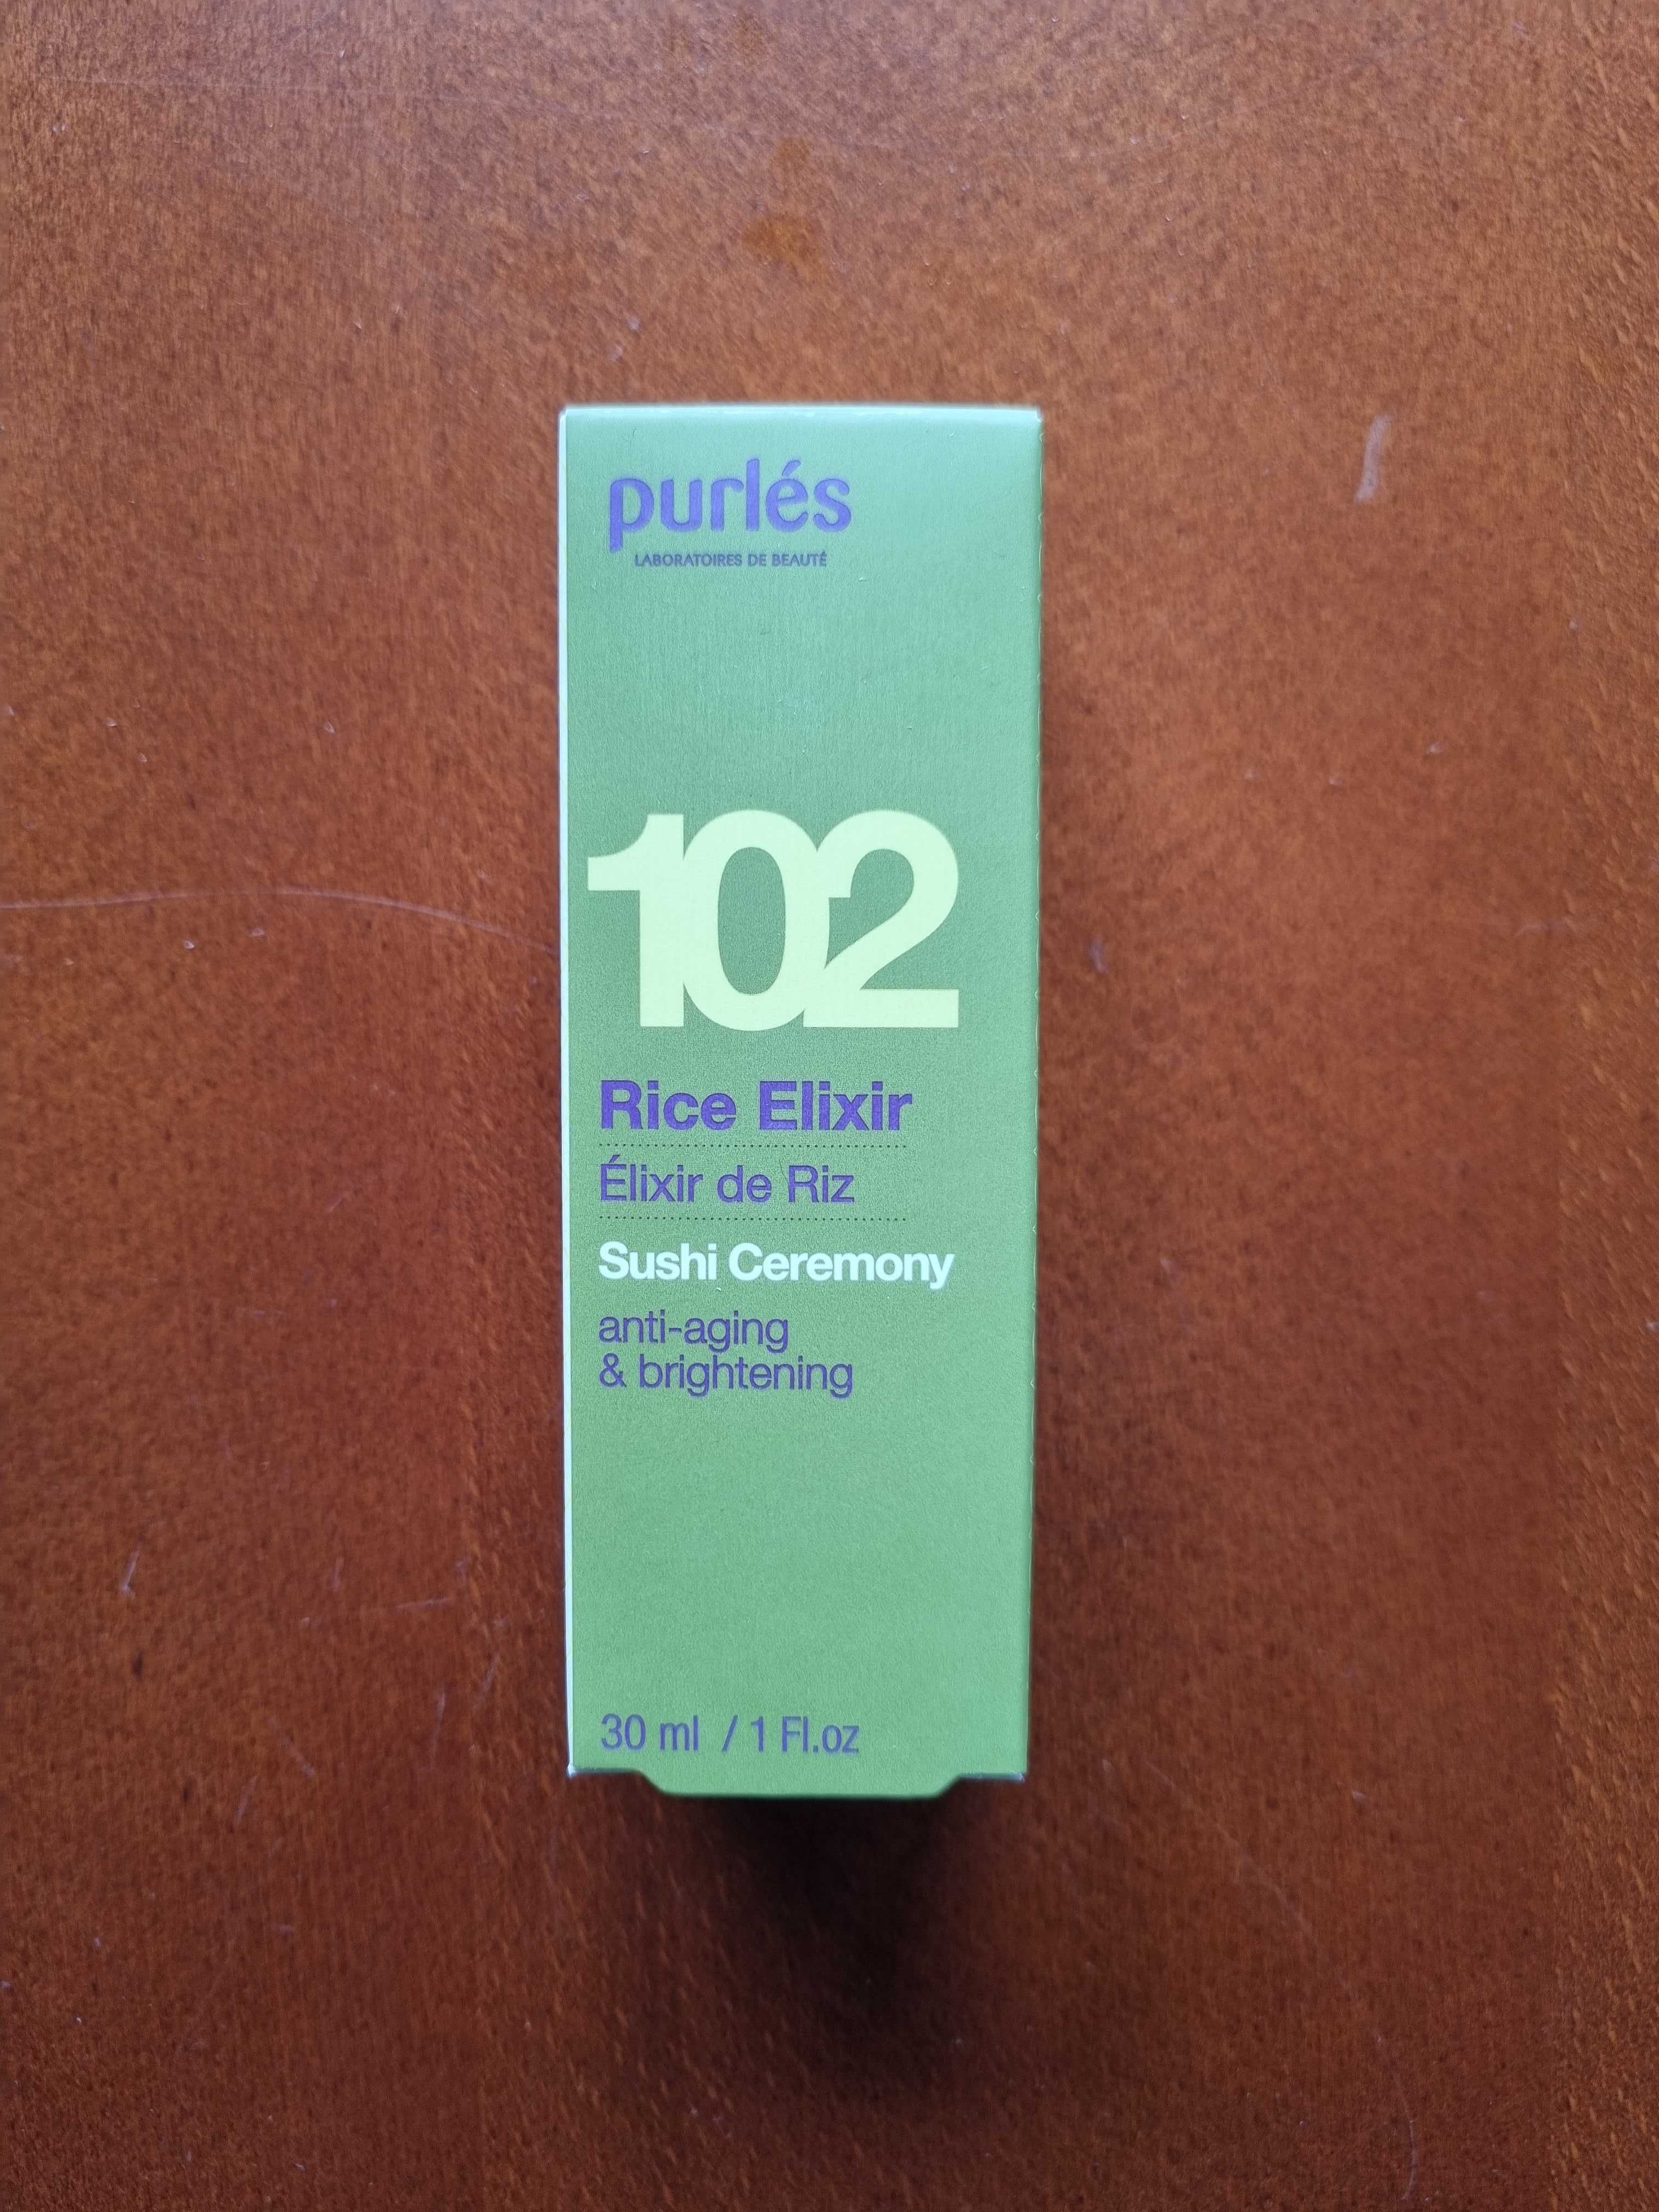 purlés
LABORATOIRES DE BEAUTÉ
102
Rice Elixir
Élixir de Riz
Sushi Ceremony
anti-aging
& brightening
30 ml / 1 Fl.oz